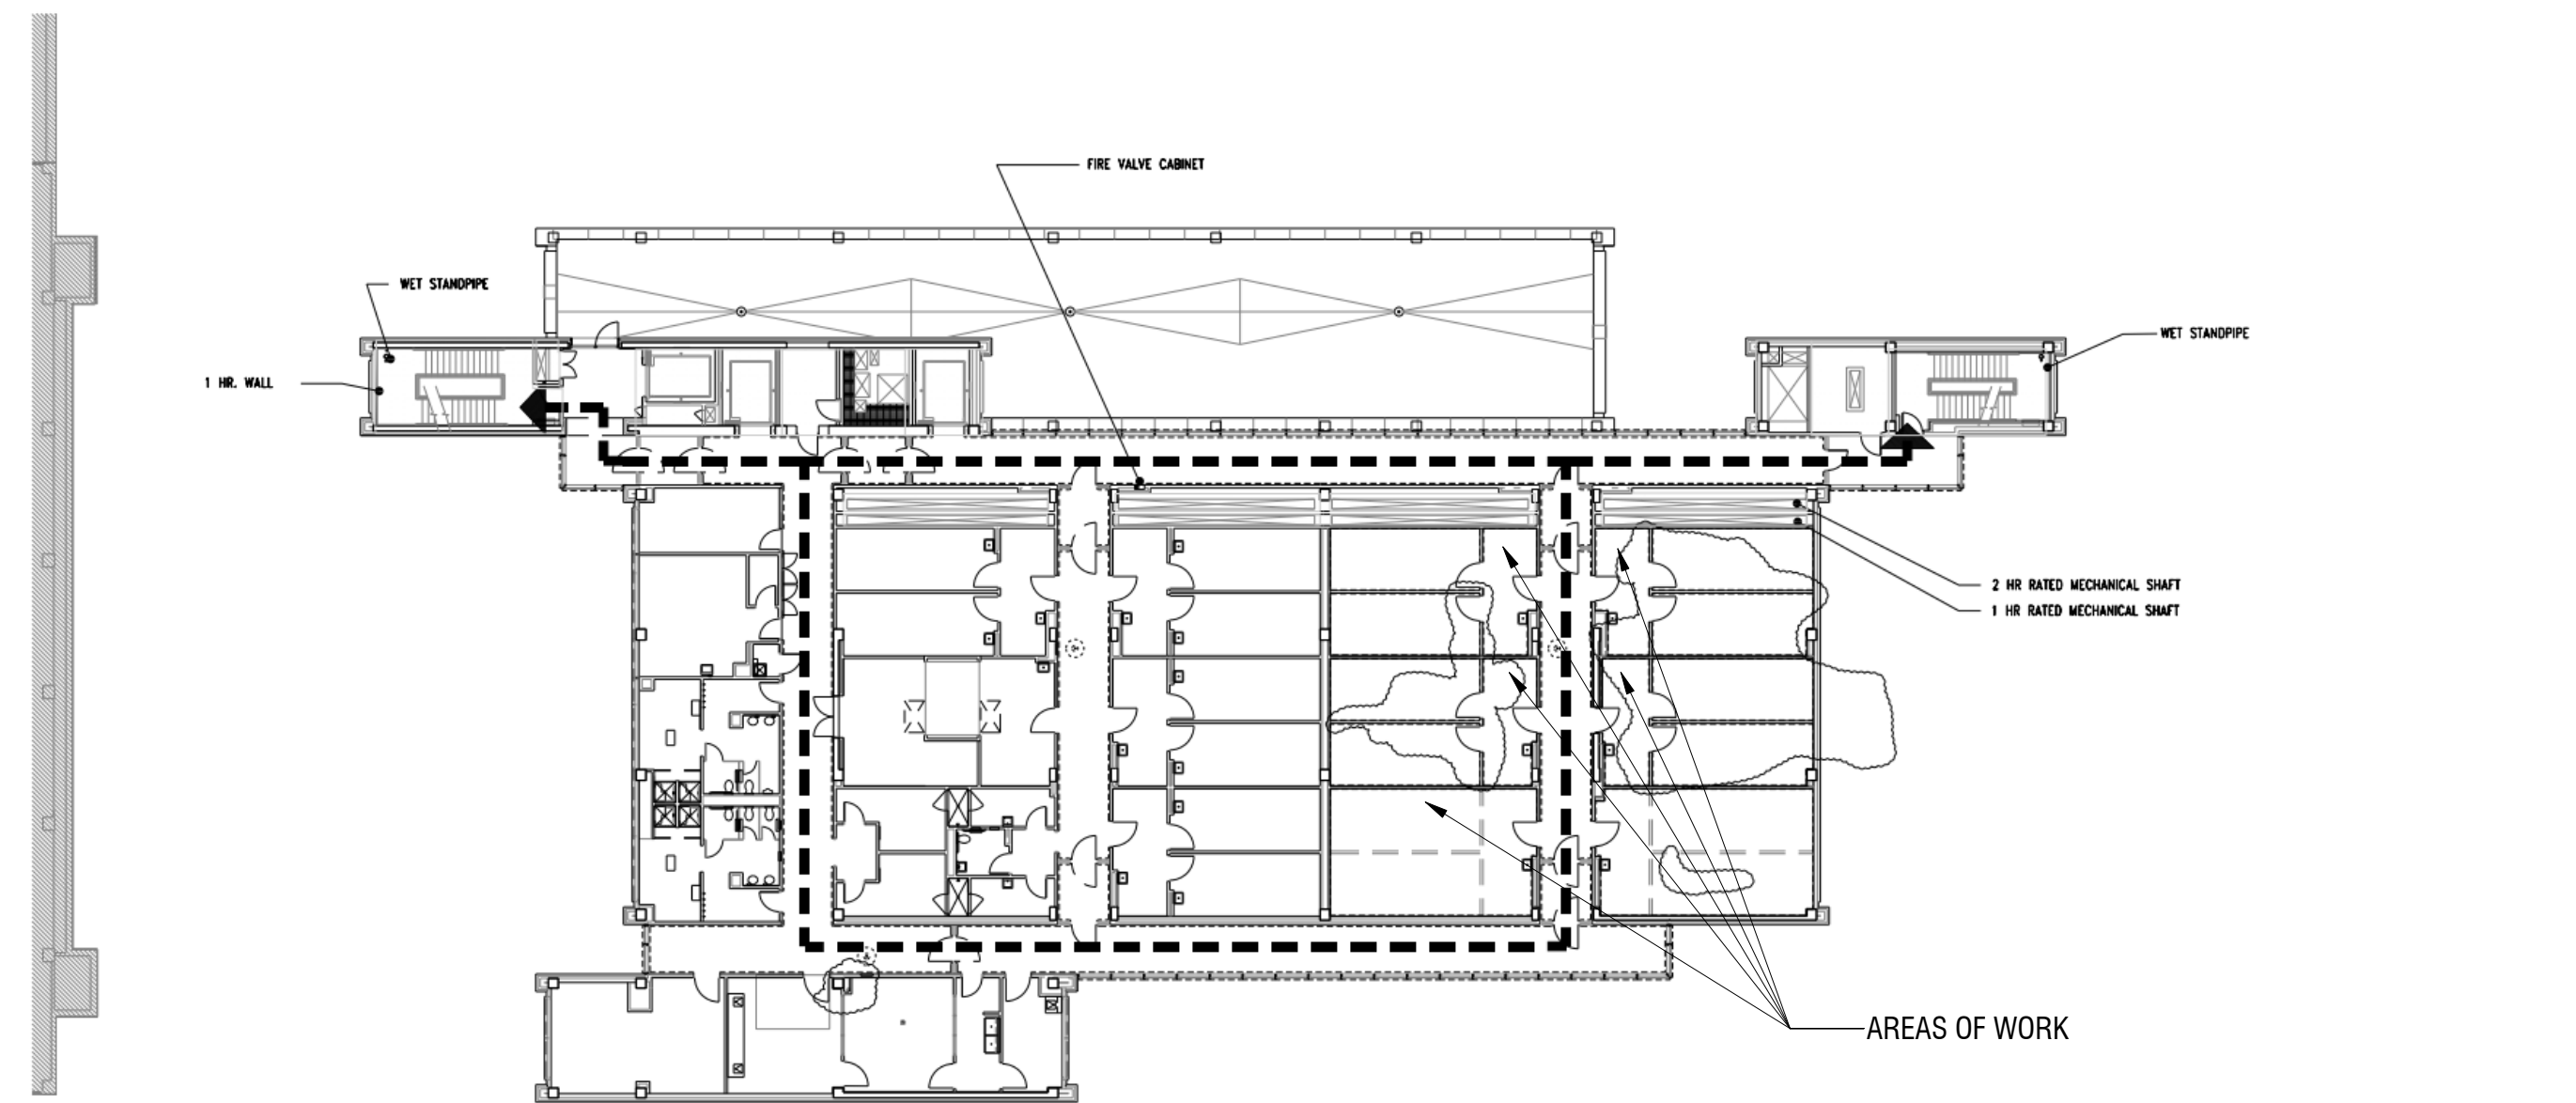 FIRE VALVE CABINET
WET STANDPIPE
WET STANDPIPE
1 HR. WALL
2 HR RATED MECHANICAL SHAFT
1 HR RATED MECHANICAL SHAFT
AREAS OF WORK